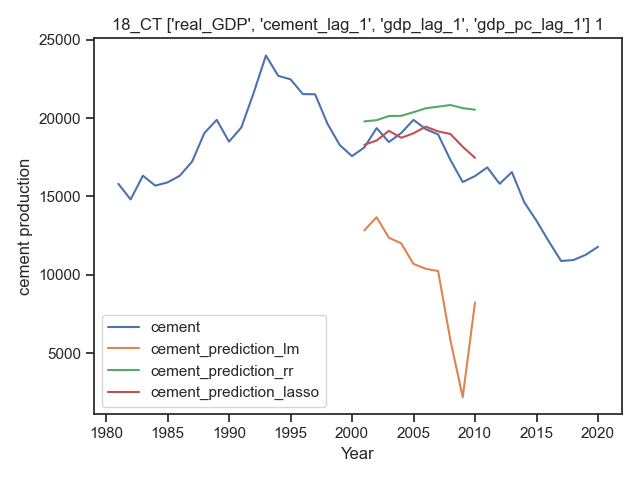 18_CT ['real_GDP', 'cement_lag_1', 'gdp_lag_1', 'gdp_pc_lag_1'] 1
25000
20000
15000
10000
5000
cement production
cement
cement_prediction_lm
cement_prediction_rr
cement_prediction_lasso
1980 1985 1990 1995 2000 2005 2010 2015 2020
Year